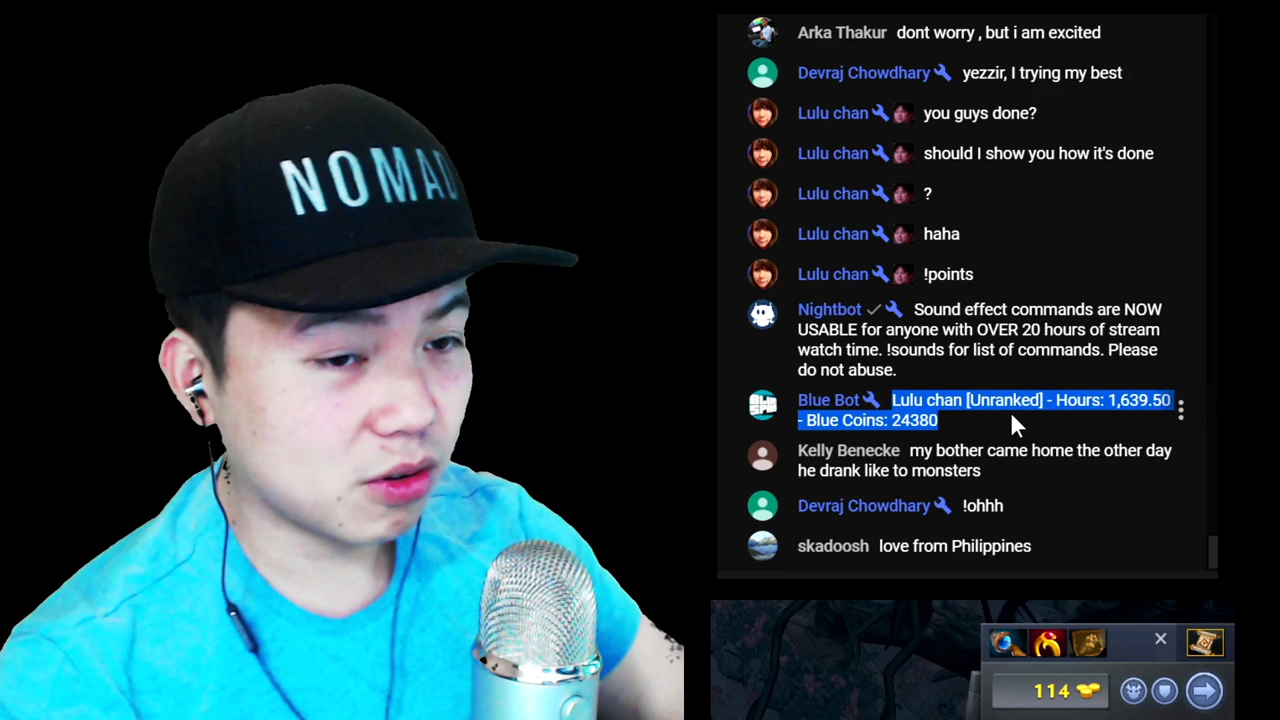 NOMAD
Arka Thakur dont worry , but i am excited
Devraj Chowdhary yezzir, I trying my best
Lulu chan you guys done?
Lulu chan should I show you how it's done
Lulu chan ?
Lulu chan haha
Lulu chan !points
Nightbot Sound effect commands are NOW
USABLE for anyone with OVER 20 hours of stream
watch time. !sounds for list of commands. Please
do not abuse.
Blue Bot Lulu chan [Unranked] - Hours: 1,639.50
- Blue Coins: 24380
Kelly Benecke my bother came home the other day
he drank like to monsters
Devraj Chowdhary !ohhh
skadoosh love from Philippines
114